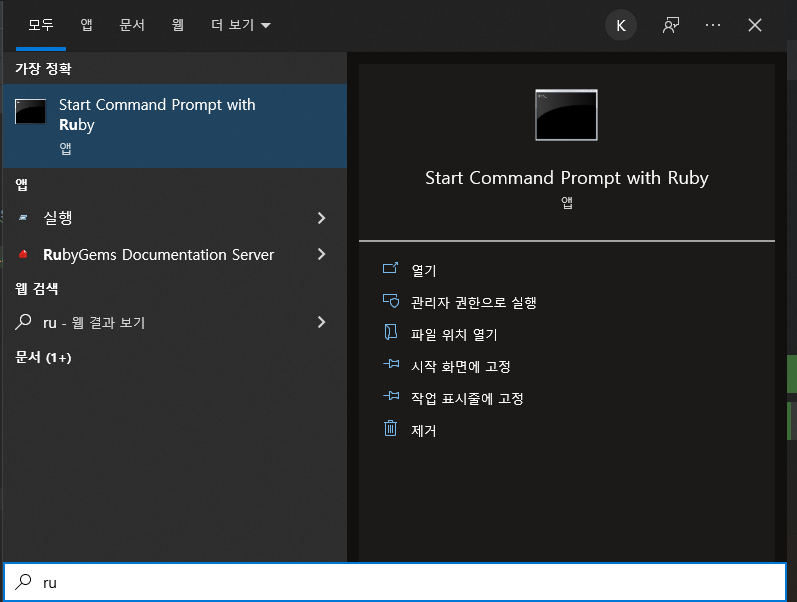 모두 앱 문서 웹 더 보기 K
가장 정확
Start Command Prompt with
Ruby
앱
앱
실행
RubyGems Documentation Server
웹 검색
ru - 웹 결과 보기
문서 (1+)
Start Command Prompt with Ruby
앱
열기
관리자 권한으로 실행
파일 위치 열기
시작 화면에 고정
작업 표시줄에 고정
제거
ru